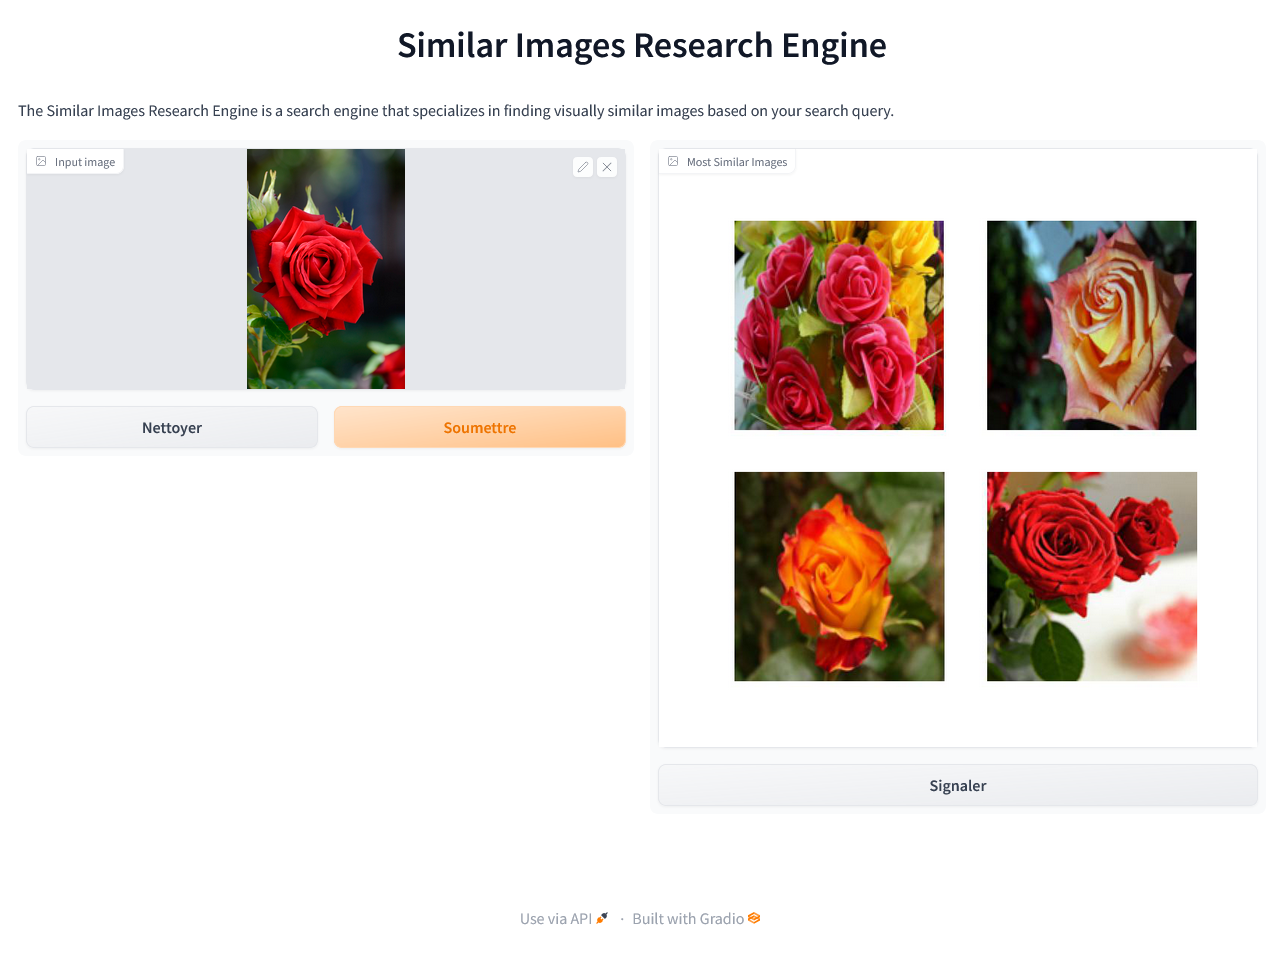 Similar Images Research Engine
The Similar Images Research Engine is a search engine that specializes in finding visually similar images based on your search query.
Input image
Nettoyer
Soumettre
Most Similar Images
Signaler
Use via API · Built with Gradio